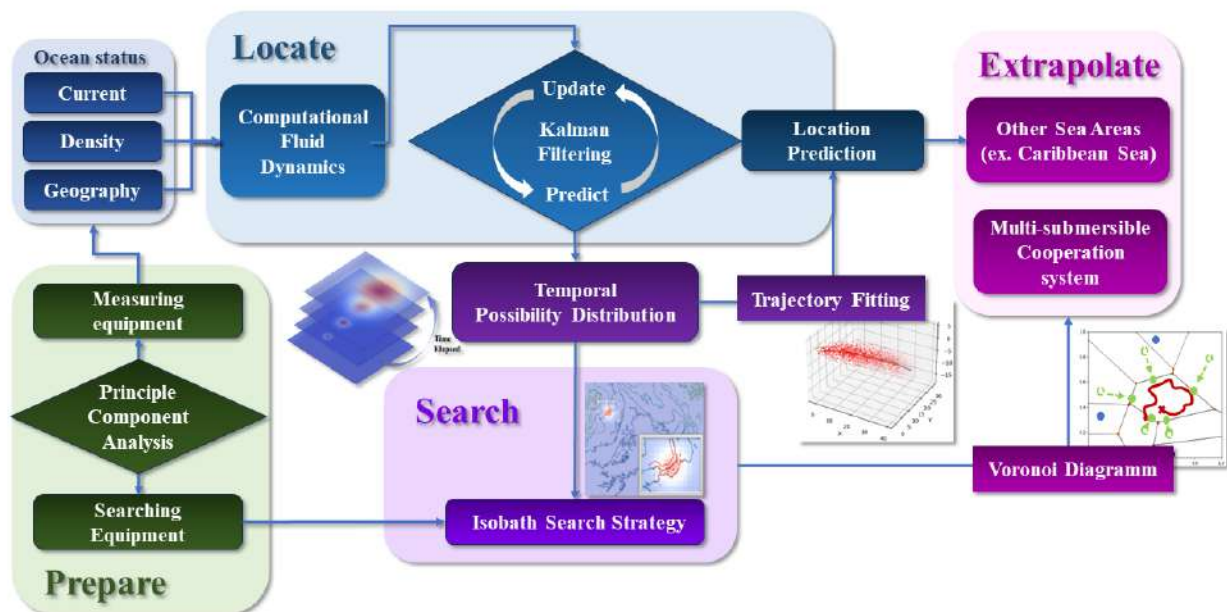 Locate
Ocean status
Current
Density
Geography
Computational
Fluid
Dynamics
Update
Kalman
Filtering
Predict
Location
Prediction
Extrapolate
Other Sea Areas
(ex. Caribbean Sea)
Multi-submersible
Cooperation
system
Measuring
equipment
Principle
Component
Analysis
Searching
Equipment
Prepare
Time
Elapsed
Temporal
Possibility Distribution
Trajectory Fitting
Search
Isobath Search Strategy
Voronoi Diagramm